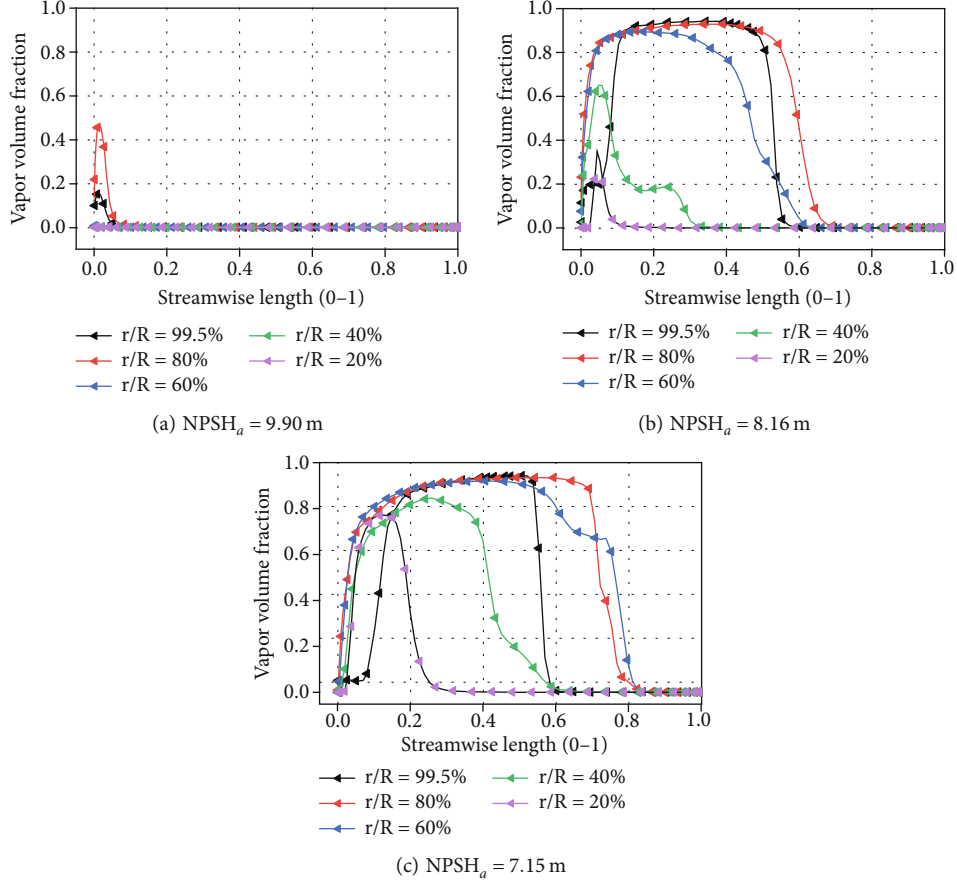 1.0
0.8
0.6
0.4
0.2
0.0
Vapor volume fraction
0.0 0.2 0.4 0.6 0.8 1.0
Streamwise length (0–1)
r/R = 99.5% r/R = 40%
r/R = 80% r/R = 20%
r/R = 60%
(a) NPSHₐ = 9.90 m
1.0
0.8
0.6
0.4
0.2
0.0
Vapor volume fraction
0.0 0.2 0.4 0.6 0.8 1.0
Streamwise length (0–1)
r/R = 99.5% r/R = 40%
r/R = 80% r/R = 20%
r/R = 60%
(b) NPSHₐ = 8.16 m
1.0
0.8
0.6
0.4
0.2
0.0
Vapor volume fraction
0.0 0.2 0.4 0.6 0.8 1.0
Streamwise length (0–1)
r/R = 99.5% r/R = 40%
r/R = 80% r/R = 20%
r/R = 60%
(c) NPSHₐ = 7.15 m